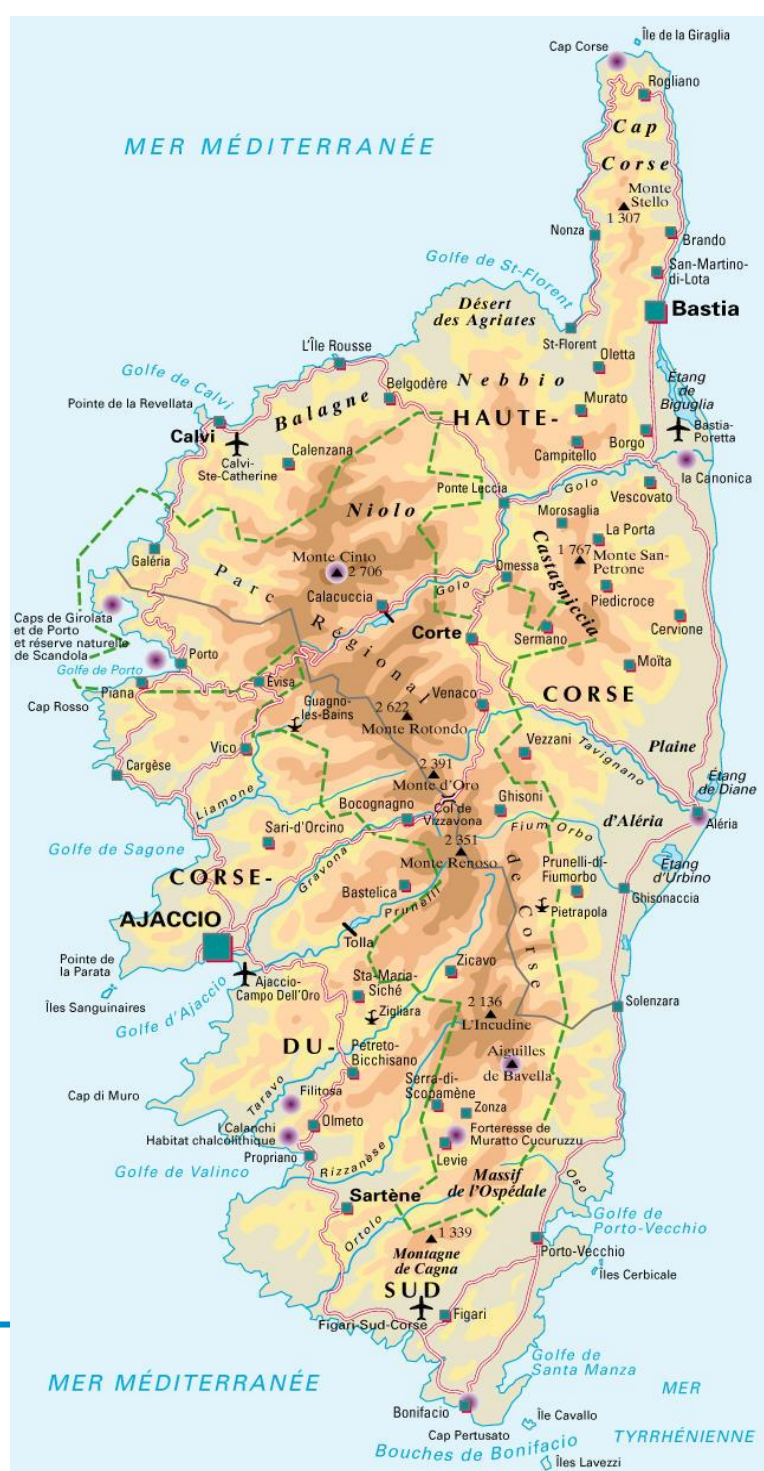 Île de la Giraglia
Cap Corse
Rogliano
Cap
Corse
MER MÉDITERRANÉE
Monte
Stello
1 307
Nonza
Brando
Golfe de St-Florent
San-Martino-
di-Lota
Désert
des Agriates
Bastia
St-Florent
L'Île Rousse
Oletta
Golfe de Calvi
Nebbio
Étang
de
Biguglia
Belgodère
Pointe de la Revellata
Balagne
Murato
HAUTE-
Calvi
Bastia-
Poretta
Borgo
Calvi-
Ste-Catherine
Calenzana
Campitello
la Canonica
Ponte Leccia
Golo
Vescovato
Niolo
Morosaglia
La Porta
Castagniccia
Galéria
Monte Cinto
2 706
1 767
Monte San-
Petrone
Omessa
Parc Régional
Golo
Calacuccia
Piedicroce
Caps de Girolata
et de Porto
et réserve naturelle
de Scandola
Corte
Sermano
Cervione
Golfe de Porto
Porto
Moïta
Piana
Évisa
CORSE
Cap Rosso
Guagno-
les-Bains
2 622
Monte Rotondo
Venaco
Vico
Vezzani
Tavignano
Plaine
Cargèse
2 391
Monte d'Oro
Étang
de Diane
Liamone
Bocognagno
Col de
Vizzavona
Ghisoni
d'Aléria
Aléria
Sari-d'Orcino
Fium Orbo
Golfe de Sagone
2 351
Monte Renoso
Gravona
Prunelli-di-
Fiumorbo
Étang
d'Urbino
CORSE-
Bastelica
Prunelli
de Corse
Ghisonaccia
AJACCIO
Pietrapola
Tolla
Pointe de
la Parata
Zicavo
Ajaccio-
Campo Dell'Oro
Sta-Maria-
Siché
Îles Sanguinaires
2 136
L'Incudine
Solenzara
Golfe d'Ajaccio
Zigliara
DU-
Pétreto-
Bicchisano
Aiguilles
de Bavella
Taravo
Serra-di-
Scopamène
Cap di Muro
Filitosa
Zonza
I Calanchi
Habitat chalcolithique
Olmeto
Forteresse de
Muratto Cucuruzzu
Propriano
Rizzanèse
Levie
Golfe de Valinco
Massif
de l'Ospédale
Oso
Sartène
Golfe de
Porto-Vecchio
Ortolo
1 339
Montagne
de Cagna
Porto-Vecchio
Îles Cerbicale
SUD
Figari-Sud-Corse
Figari
Golfe de
Santa Manza
MER MÉDITERRANÉE
MER
TYRRHÉNIENNE
Bonifacio
Île Cavallo
Cap Pertusato
Bouches de Bonifacio
Îles Lavezzi